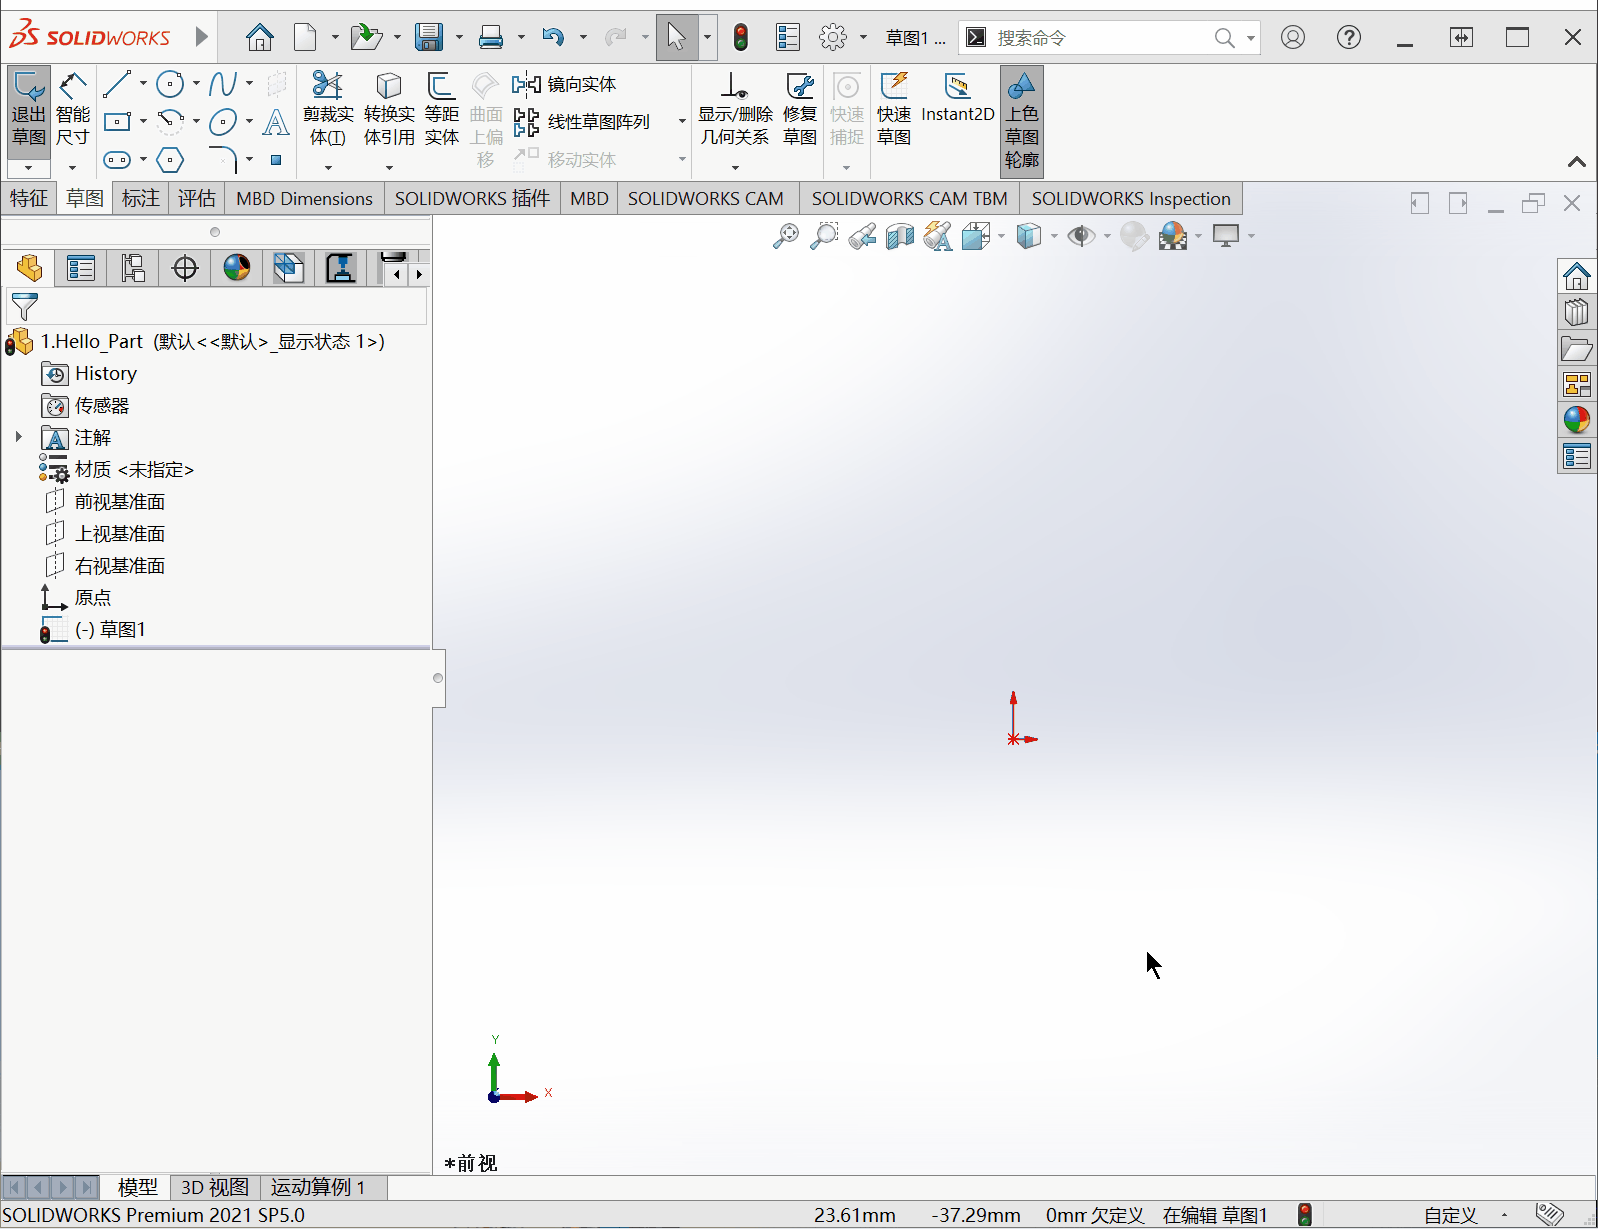 SOLIDWORKS
草图1 ...
搜索命令
退出草图
智能尺寸
剪裁实体(T)
转换实体引用
等距实体
曲面上偏移
镜向实体
线性草图阵列
移动实体
显示/删除几何关系
修复草图
快速捕捉
快速草图
Instant2D
上色草图轮廓
特征 草图 标注 评估 MBD Dimensions SOLIDWORKS 插件 MBD SOLIDWORKS CAM SOLIDWORKS CAM TBM SOLIDWORKS Inspection
1.Hello_Part (默认<<默认>_显示状态 1>)
History
传感器
注解
材质 <未指定>
前视基准面
上视基准面
右视基准面
原点
(-) 草图1
Y
X
*前视
模型 3D 视图 运动算例 1
SOLIDWORKS Premium 2021 SP5.0 23.61mm -37.29mm 0mm 欠定义 在编辑 草图1 自定义